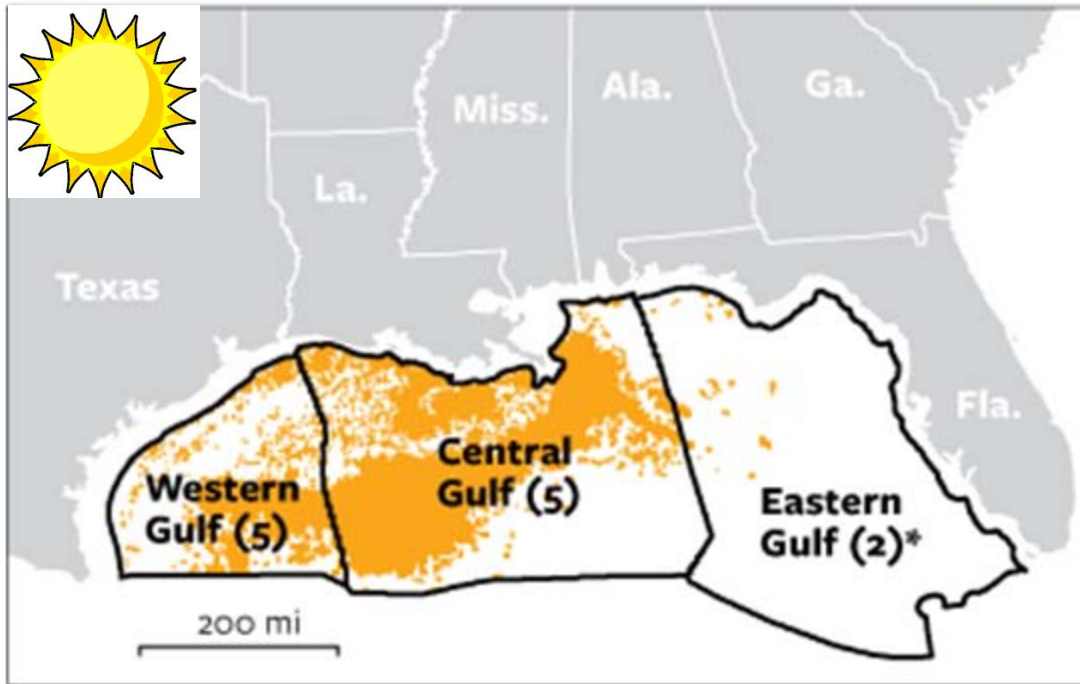 Miss.
Ala.
Ga.
La.
Texas
Fla.
Central
Gulf (5)
Western
Gulf (5)
Eastern
Gulf (2)*
200 mi